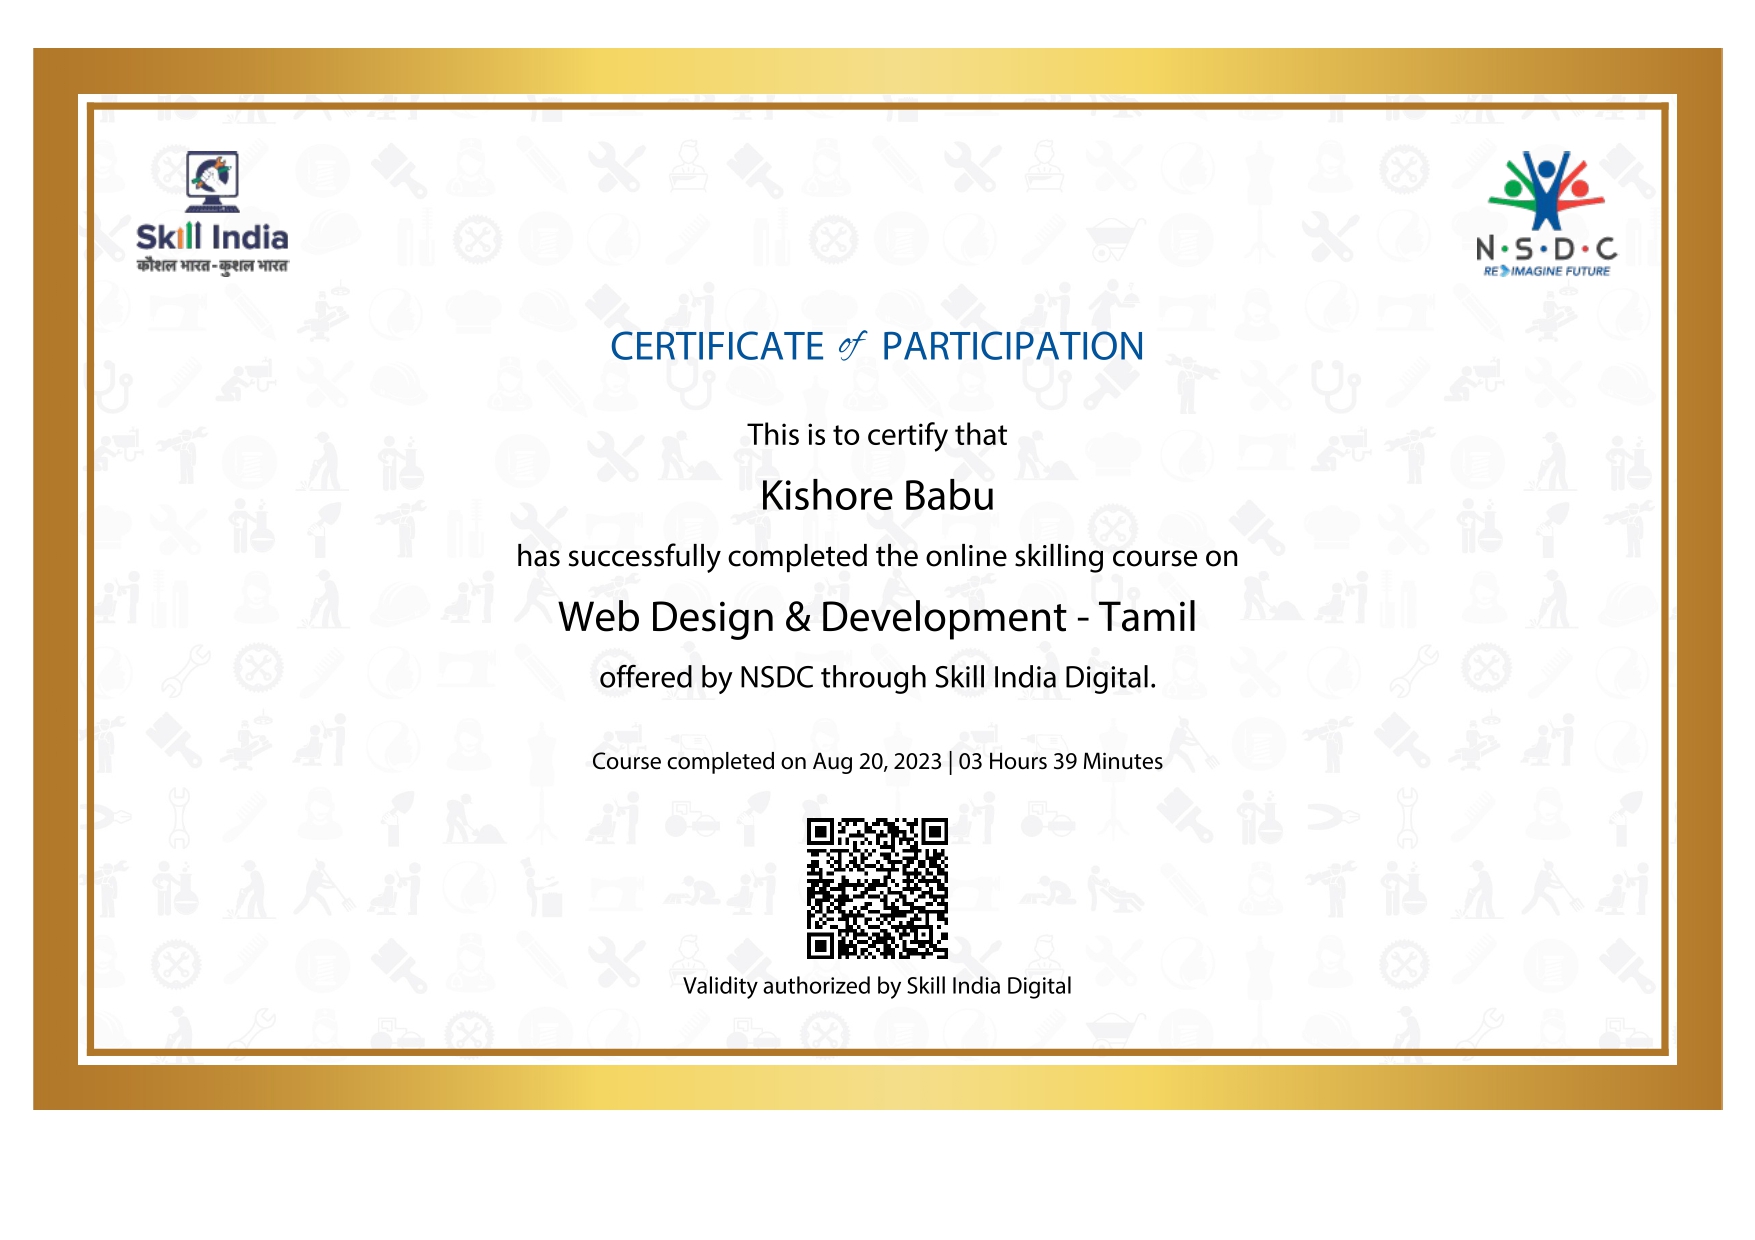 Skill India
कौशल भारत-कुशल भारत
N·S·D·C
RE IMAGINE FUTURE
CERTIFICATE of PARTICIPATION
This is to certify that
Kishore Babu
has successfully completed the online skilling course on
Web Design & Development - Tamil
offered by NSDC through Skill India Digital.
Course completed on Aug 20, 2023 | 03 Hours 39 Minutes
Validity authorized by Skill India Digital